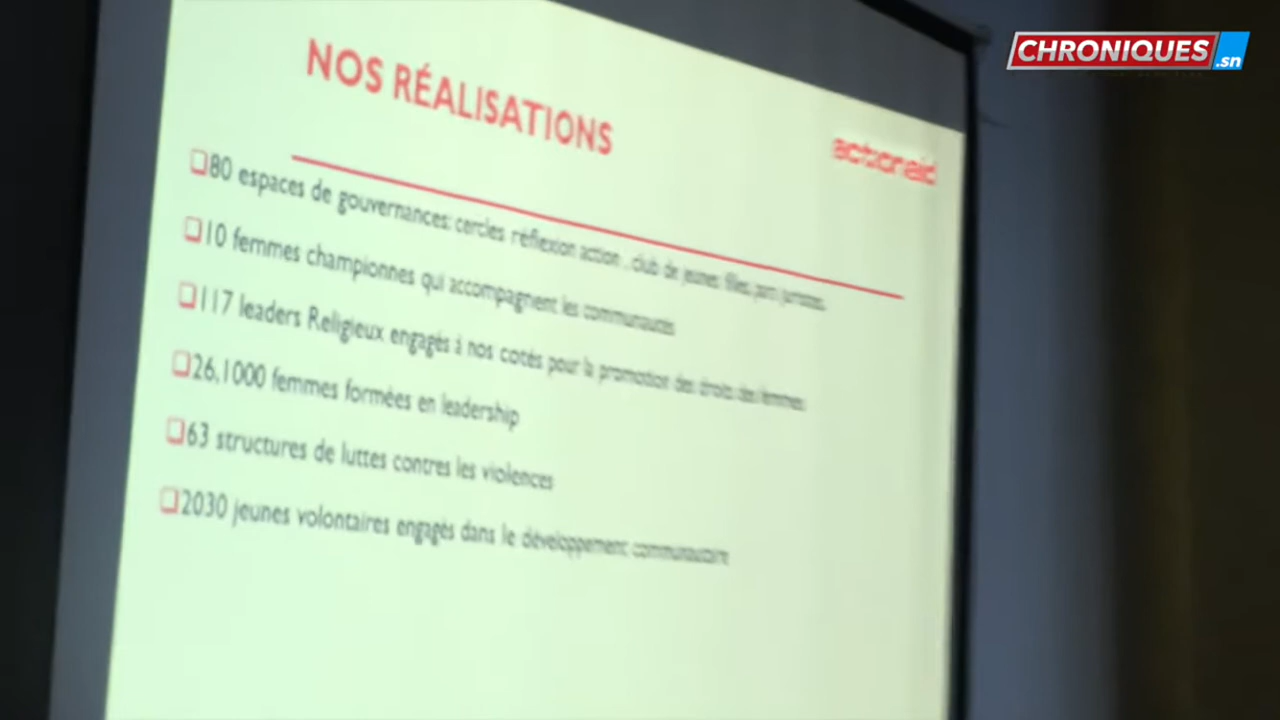 CHRONIQUES.sn
NOS RÉALISATIONS
actionaid
80 espaces de gouvernances: cercles réflexion action , club de jeunes filles,
10 femmes championnes qui accompagnent les communautés
117 leaders Religieux engagés à nos cotés pour la promotion des droits des femmes
26,1000 femmes formées en leadership
63 structures de luttes contres les violences
2030 jeunes volontaires engagés dans le développement communautaire